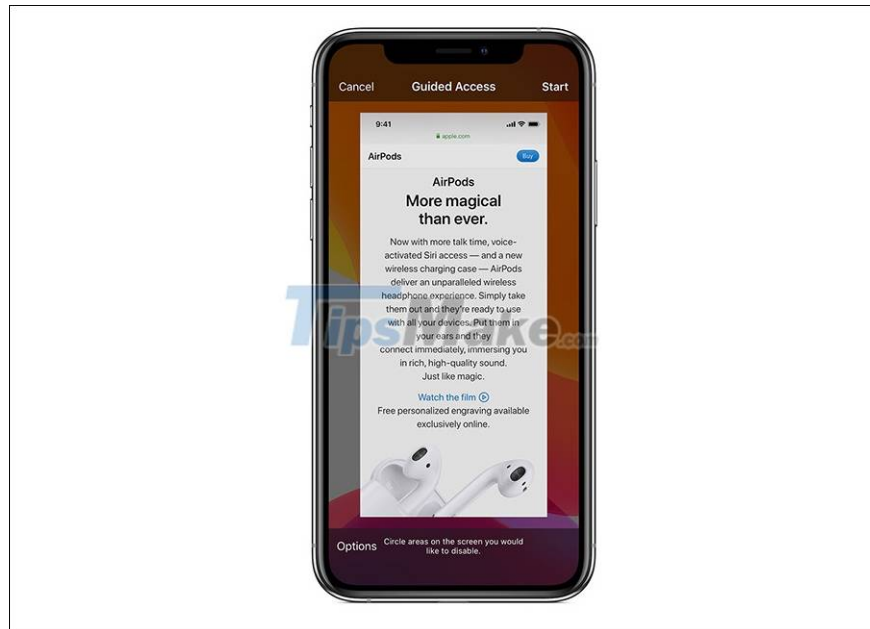 Cancel Guided Access Start
9:41
apple.com
AirPods Buy
AirPods
More magical
than ever.
Now with more talk time, voice-
activated Siri access — and a new
wireless charging case — AirPods
deliver an unparalleled wireless
headphone experience. Simply take
them out and they're ready to use
with all your devices. Put them in
your ears and they
connect immediately, immersing you
in rich, high-quality sound.
Just like magic.
TipsMake.com
Watch the film
Free personalized engraving available
exclusively online.
Options Circle areas on the screen you would
like to disable.